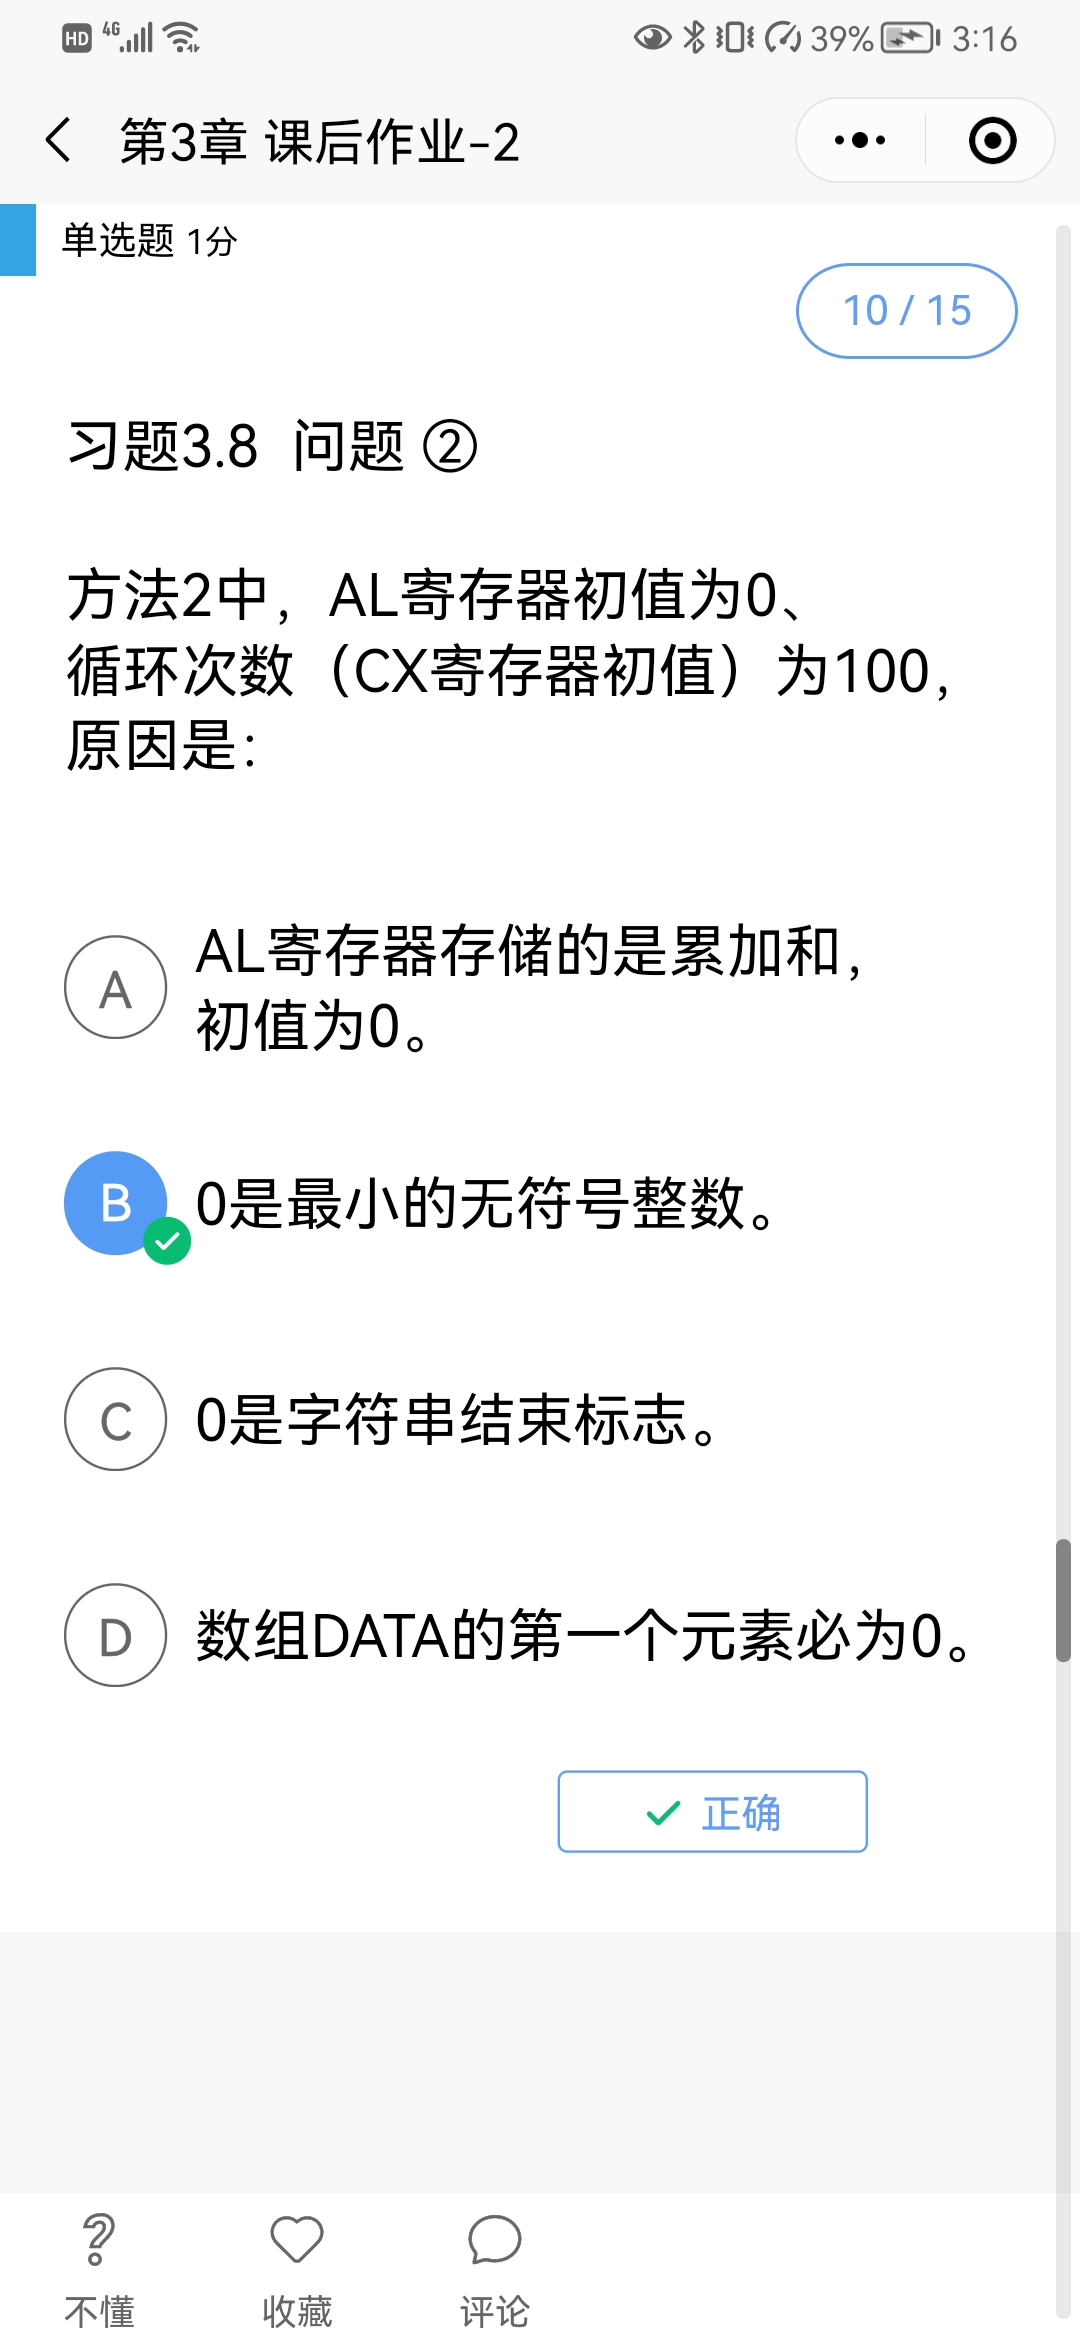 HD 4G 39% 3:16
第3章 课后作业-2
单选题 1分
10 / 15
习题3.8 问题 ②
方法2中，AL寄存器初值为0、
循环次数（CX寄存器初值）为100，
原因是：
A AL寄存器存储的是累加和，
初值为0。
B 0是最小的无符号整数。
C 0是字符串结束标志。
D 数组DATA的第一个元素必为0。
正确
不懂 收藏 评论